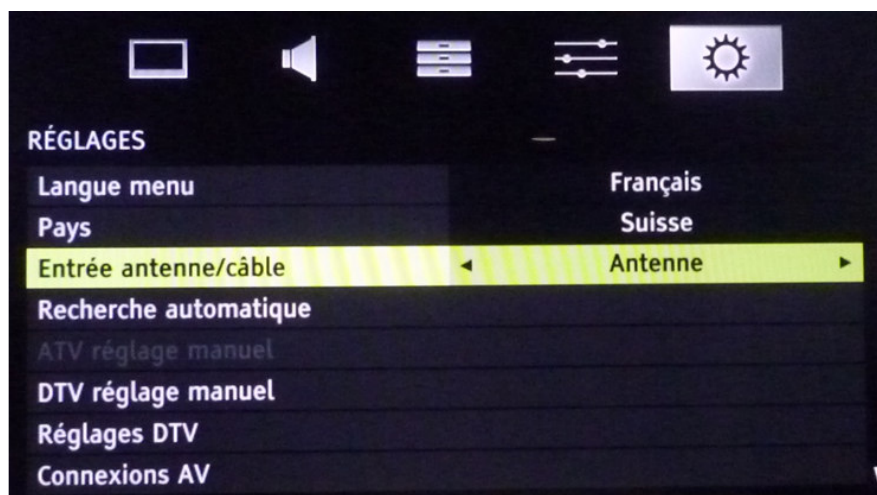 RÉGLAGES
Langue menu Français
Pays Suisse
Entrée antenne/câble ◄ Antenne ►
Recherche automatique
ATV réglage manuel
DTV réglage manuel
Réglages DTV
Connexions AV